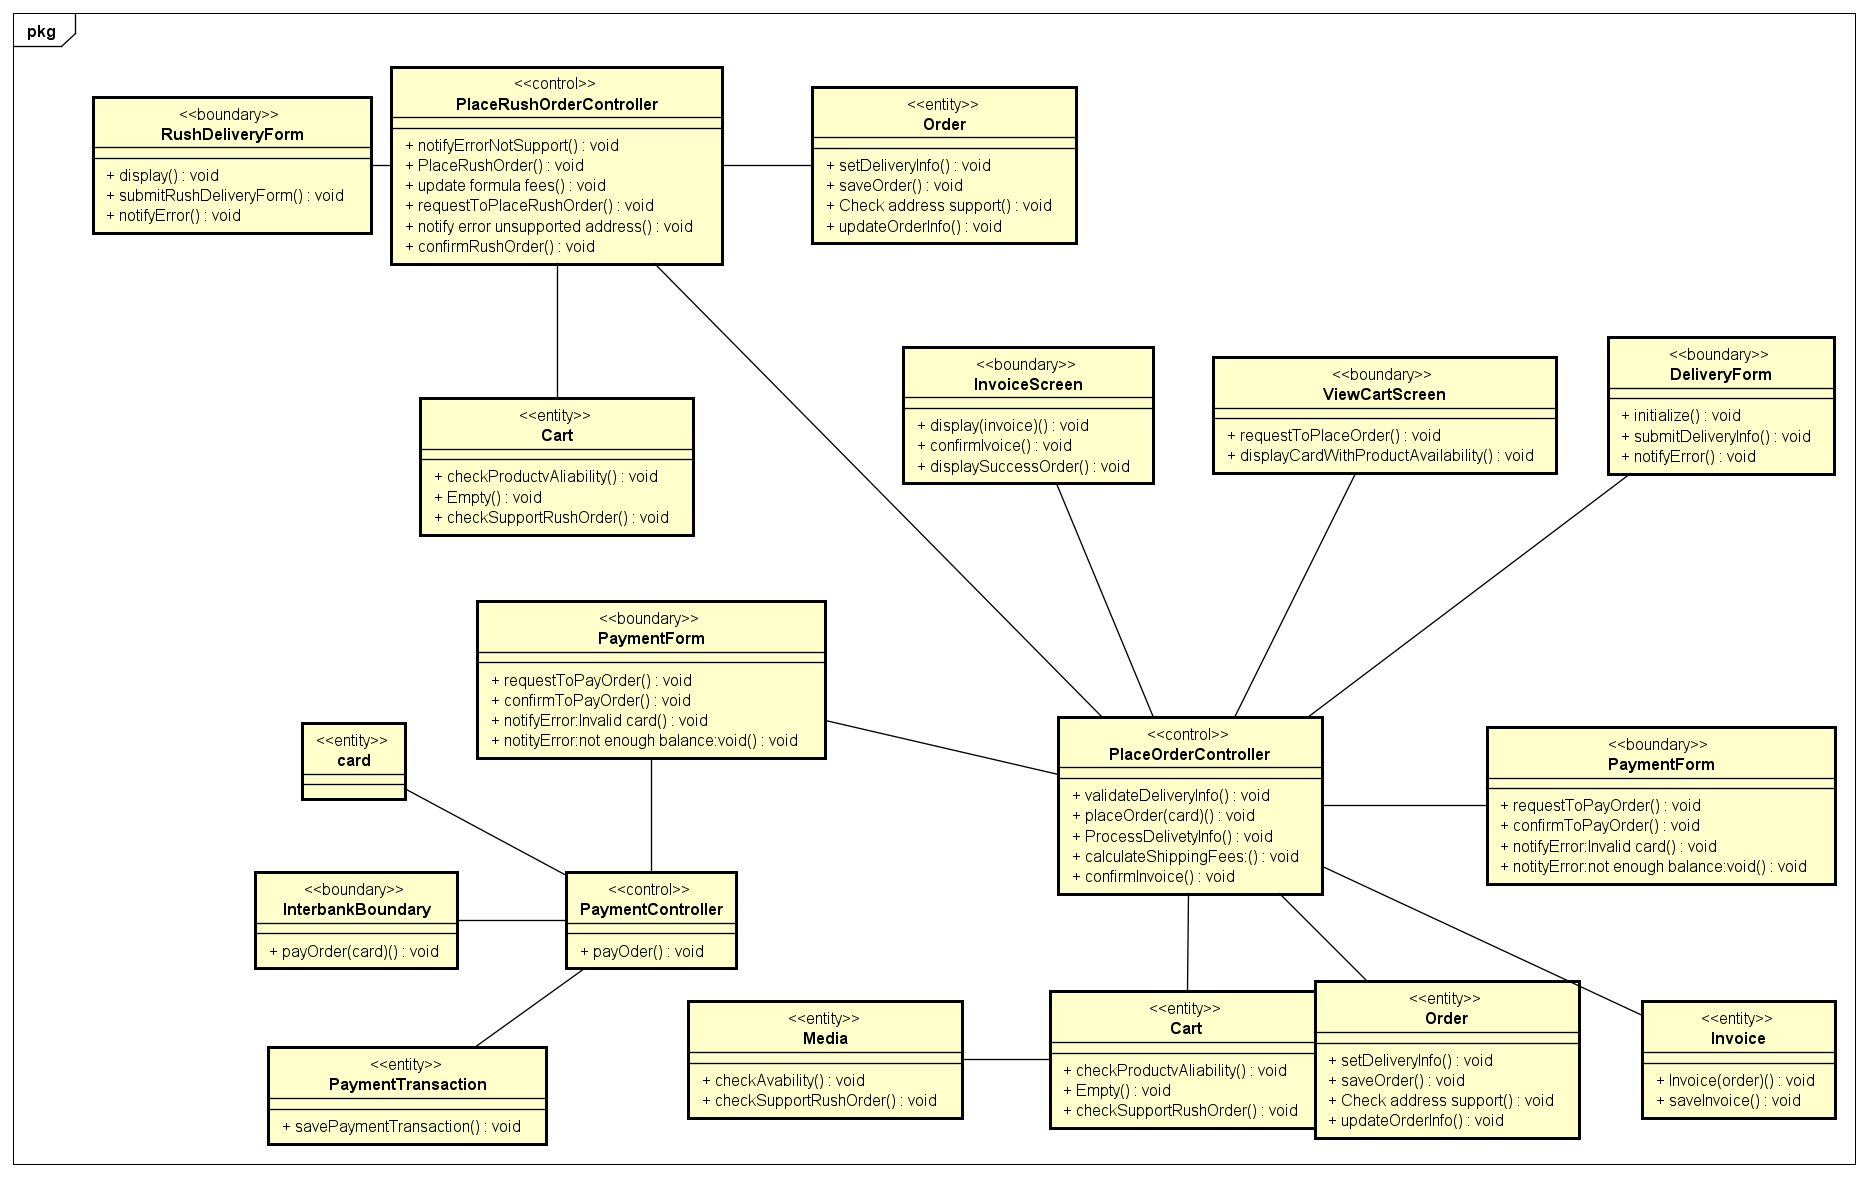 pkg
<<boundary>>
RushDeliveryForm
+ display() : void
+ submitRushDeliveryForm() : void
+ notifyError() : void
<<control>>
PlaceRushOrderController
+ notifyErrorNotSupport() : void
+ PlaceRushOrder() : void
+ update formula fees() : void
+ requestToPlaceRushOrder() : void
+ notify error unsupported address() : void
+ confirmRushOrder() : void
<<entity>>
Order
+ setDeliveryInfo() : void
+ saveOrder() : void
+ Check address support() : void
+ updateOrderInfo() : void
<<entity>>
Cart
+ checkProductvAliability() : void
+ Empty() : void
+ checkSupportRushOrder() : void
<<boundary>>
InvoiceScreen
+ display(invoice)() : void
+ confirmIvoice() : void
+ displaySuccessOrder() : void
<<boundary>>
ViewCartScreen
+ requestToPlaceOrder() : void
+ displayCardWithProductAvailability() : void
<<boundary>>
DeliveryForm
+ initialize() : void
+ submitDeliveryInfo() : void
+ notifyError() : void
<<boundary>>
PaymentForm
+ requestToPayOrder() : void
+ confirmToPayOrder() : void
+ notifyError:Invalid card() : void
+ notityError:not enough balance:void() : void
<<entity>>
card
<<control>>
PlaceOrderController
+ validateDeliveryInfo() : void
+ placeOrder(card)() : void
+ ProcessDelivetyInfo() : void
+ calculateShippingFees:() : void
+ confirmInvoice() : void
<<boundary>>
PaymentForm
+ requestToPayOrder() : void
+ confirmToPayOrder() : void
+ notifyError:Invalid card() : void
+ notityError:not enough balance:void() : void
<<boundary>>
InterbankBoundary
+ payOrder(card)() : void
<<control>>
PaymentController
+ payOder() : void
<<entity>>
PaymentTransaction
+ savePaymentTransaction() : void
<<entity>>
Media
+ checkAvability() : void
+ checkSupportRushOrder() : void
<<entity>>
Cart
+ checkProductvAliability() : void
+ Empty() : void
+ checkSupportRushOrder() : void
<<entity>>
Order
+ setDeliveryInfo() : void
+ saveOrder() : void
+ Check address support() : void
+ updateOrderInfo() : void
<<entity>>
Invoice
+ Invoice(order)() : void
+ saveInvoice() : void